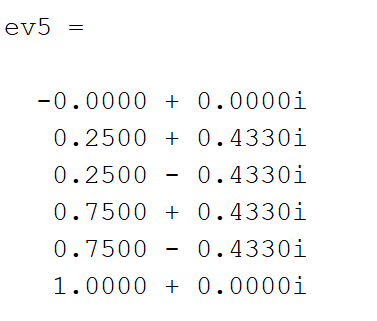 ev5 =
-0.0000 + 0.0000i
0.2500 + 0.4330i
0.2500 - 0.4330i
0.7500 + 0.4330i
0.7500 - 0.4330i
1.0000 + 0.0000i